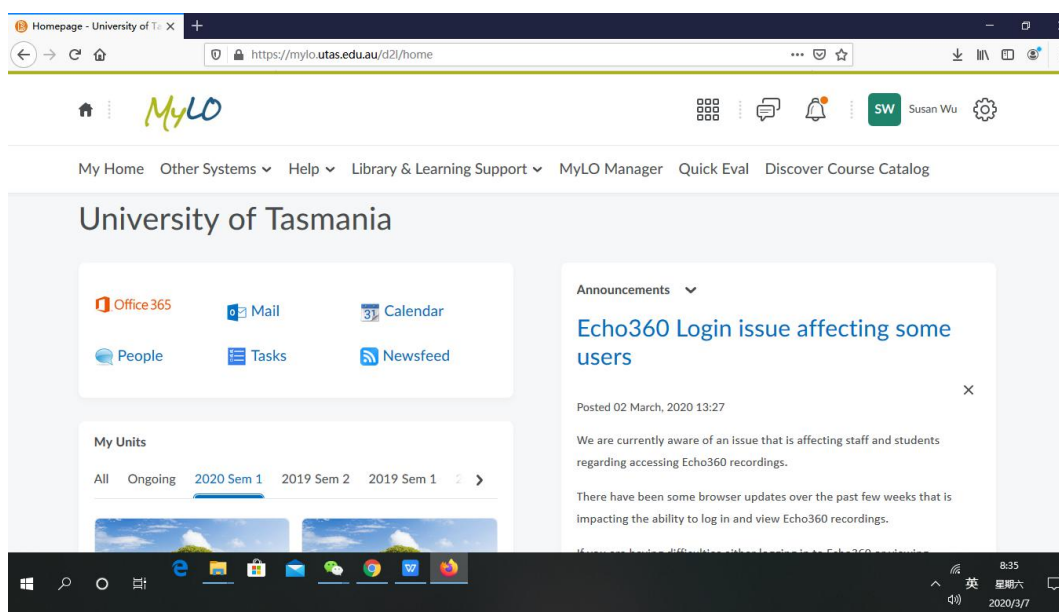 Homepage - University of Ta
https://mylo.utas.edu.au/d2l/home
MyLO
SW
Susan Wu
My Home Other Systems Help Library & Learning Support MyLO Manager Quick Eval Discover Course Catalog
University of Tasmania
Office 365
Mail
31 Calendar
People
Tasks
Newsfeed
My Units
All Ongoing 2020 Sem 1 2019 Sem 2 2019 Sem 1 2
Announcements
Echo360 Login issue affecting some
users
Posted 02 March, 2020 13:27
We are currently aware of an issue that is affecting staff and students
regarding accessing Echo360 recordings.
There have been some browser updates over the past few weeks that is
impacting the ability to log in and view Echo360 recordings.
英
8:35
星期六
2020/3/7